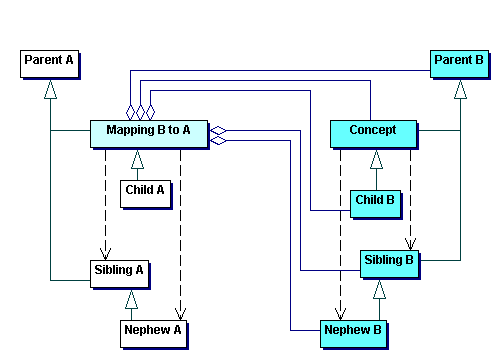 Parent A
Parent B
Mapping B to A
Concept
Child A
Child B
Sibling A
Sibling B
Nephew A
Nephew B